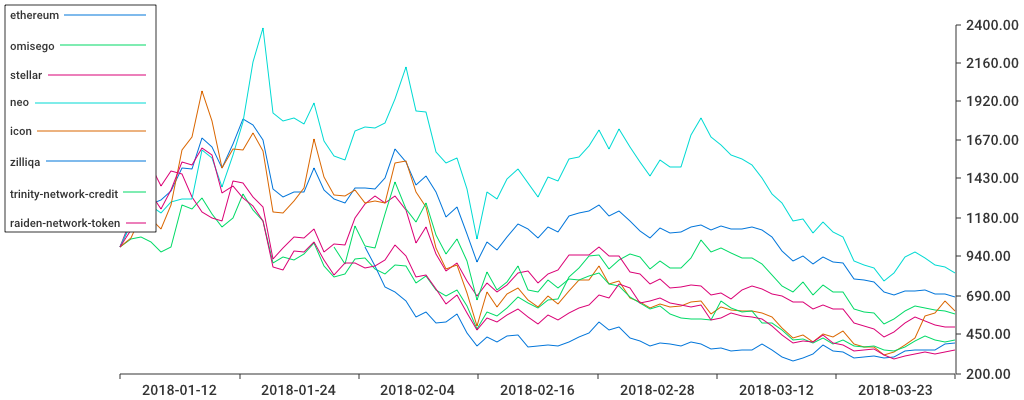 ethereum
omisego
stellar
neo
icon
zilliqa
trinity-network-credit
raiden-network-token
2400.00
2160.00
1920.00
1670.00
1430.00
1180.00
940.00
690.00
450.00
200.00
2018-01-12 2018-01-24 2018-02-04 2018-02-16 2018-02-28 2018-03-12 2018-03-23